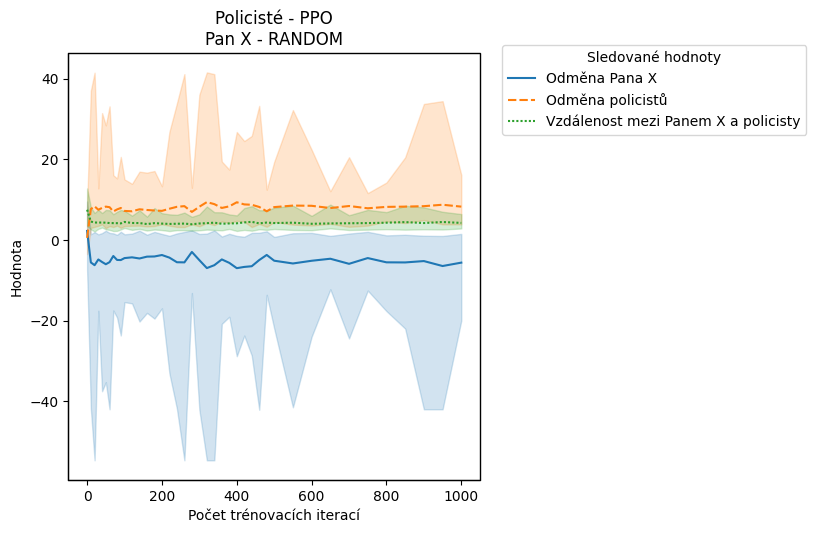 Policisté - PPO
Pan X - RANDOM
Sledované hodnoty
Odměna Pana X
Odměna policistů
Vzdálenost mezi Panem X a policisty
Hodnota
40
20
0
−20
−40
0 200 400 600 800 1000
Počet trénovacích iterací